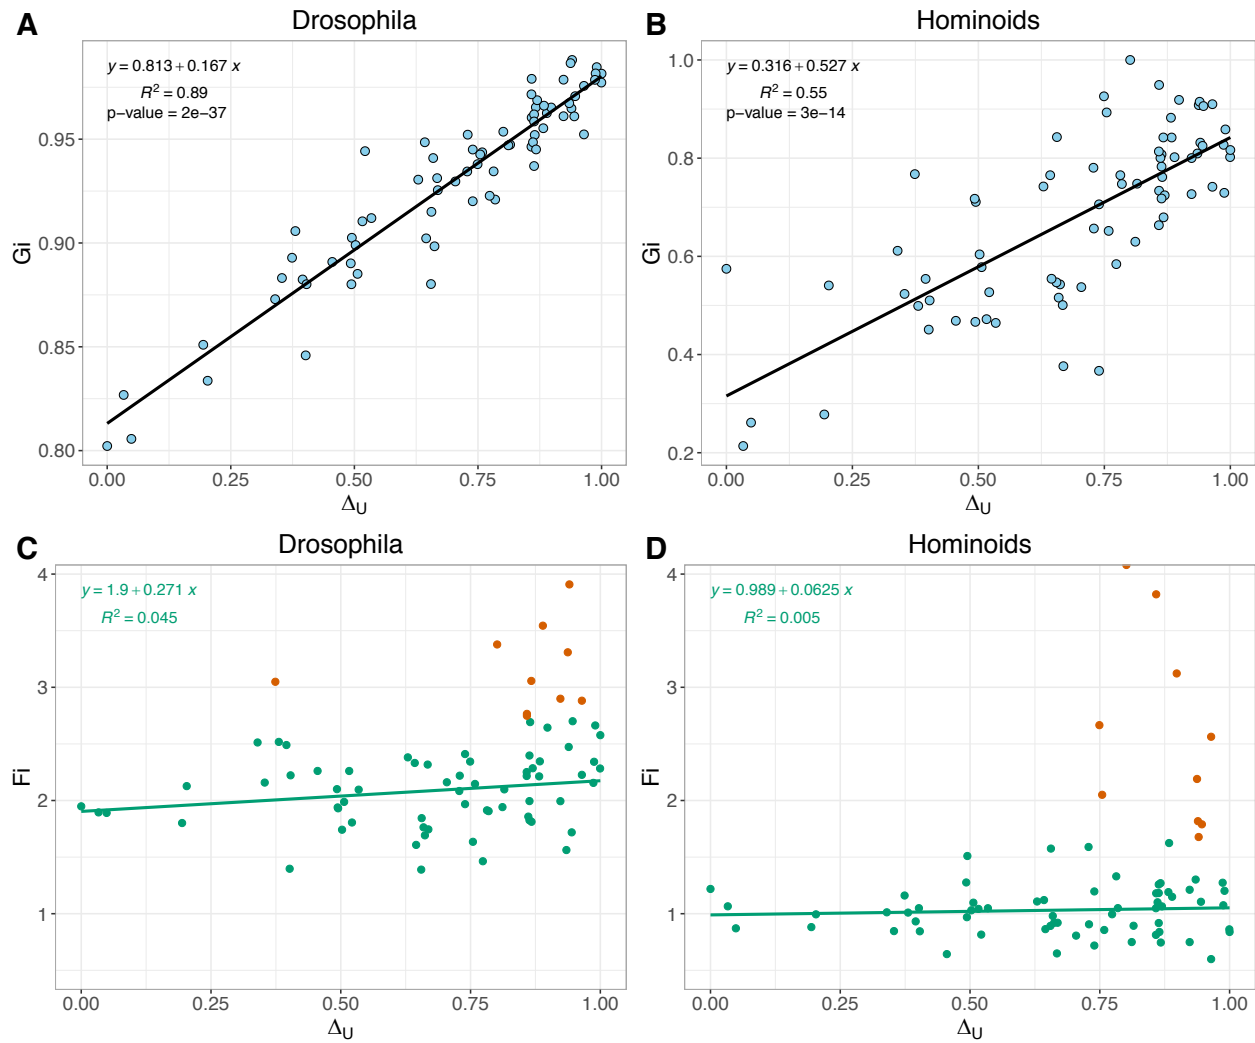 A
Drosophila
y = 0.813 + 0.167 x
R² = 0.89
p−value = 2e−37
0.95
0.90
0.85
0.80
Gi
0.00 0.25 0.50 0.75 1.00
ΔU
B
Hominoids
y = 0.316 + 0.527 x
R² = 0.55
p−value = 3e−14
1.0
0.8
0.6
0.4
0.2
Gi
0.00 0.25 0.50 0.75 1.00
ΔU
C
Drosophila
y = 1.9 + 0.271 x
R² = 0.045
4
3
2
1
Fi
0.00 0.25 0.50 0.75 1.00
ΔU
D
Hominoids
y = 0.989 + 0.0625 x
R² = 0.005
4
3
2
1
Fi
0.00 0.25 0.50 0.75 1.00
ΔU